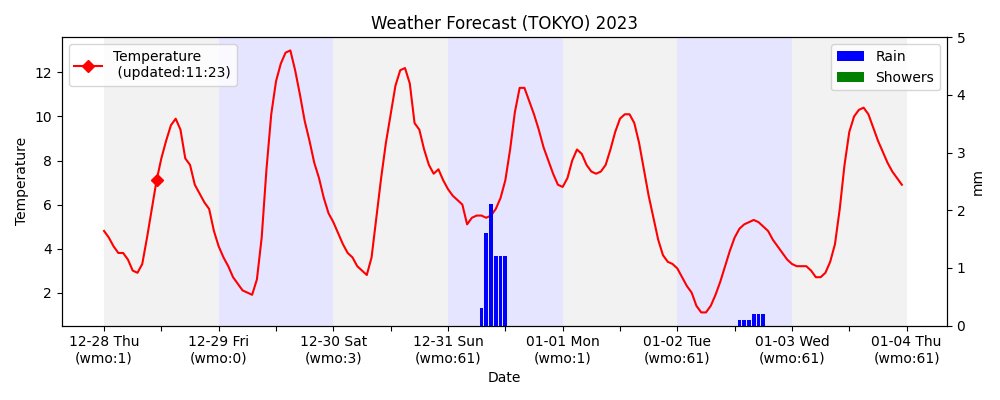 Weather Forecast (TOKYO) 2023
Temperature
(updated:11:23)
Rain
Showers
Temperature
12
10
8
6
4
2
5
4
3
2
1
0
mm
12-28 Thu
(wmo:1)
12-29 Fri
(wmo:0)
12-30 Sat
(wmo:3)
12-31 Sun
(wmo:61)
01-01 Mon
(wmo:1)
01-02 Tue
(wmo:61)
01-03 Wed
(wmo:61)
01-04 Thu
(wmo:61)
Date